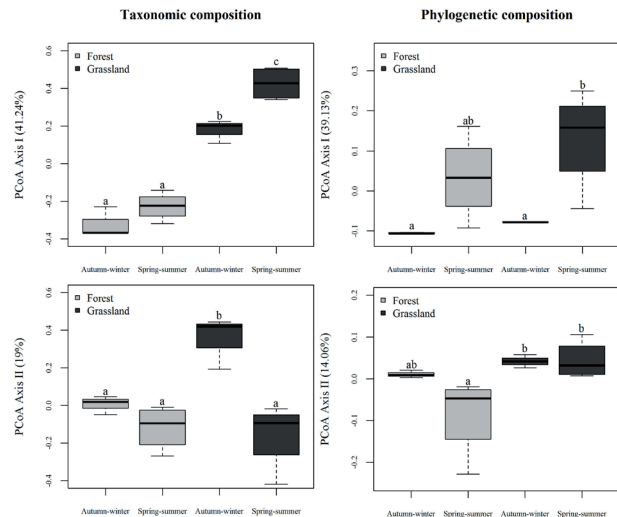 Taxonomic composition
Phylogenetic composition
PCoA Axis I (41.24%)
0.6
0.4
0.2
0.0
-0.2
-0.4
Forest
Grassland
a
a
b
c
Autumn-winter
Spring-summer
Autumn-winter
Spring-summer
PCoA Axis I (39.13%)
0.3
0.2
0.1
0.0
-0.1
Forest
Grassland
a
ab
a
b
Autumn-winter
Spring-summer
Autumn-winter
Spring-summer
PCoA Axis II (19%)
0.6
0.4
0.2
0.0
-0.2
-0.4
Forest
Grassland
a
a
b
a
Autumn-winter
Spring-summer
Autumn-winter
Spring-summer
PCoA Axis II (14.06%)
0.2
0.1
0.0
-0.1
-0.2
Forest
Grassland
ab
a
b
b
Autumn-winter
Spring-summer
Autumn-winter
Spring-summer